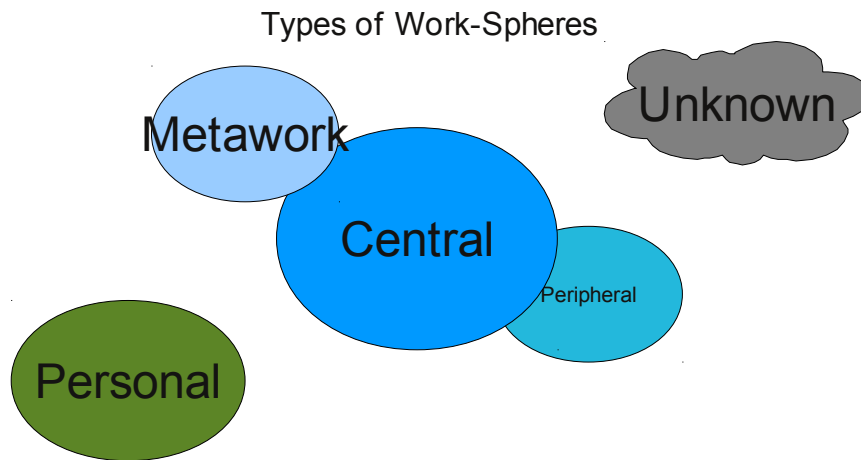 Types of Work-Spheres
Unknown
Metawork
Central
Peripheral
Personal